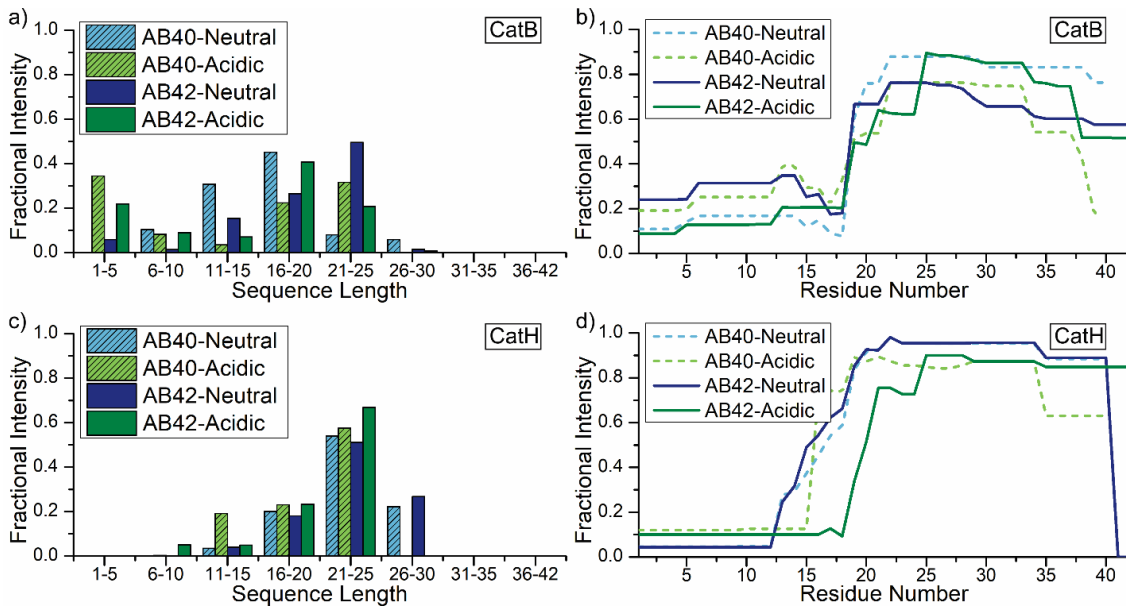 a)
CatB
AB40-Neutral
AB40-Acidic
AB42-Neutral
AB42-Acidic
Fractional Intensity
1.0
0.8
0.6
0.4
0.2
0.0
1-5 6-10 11-15 16-20 21-25 26-30 31-35 36-42
Sequence Length
b)
CatB
AB40-Neutral
AB40-Acidic
AB42-Neutral
AB42-Acidic
Fractional Intensity
1.0
0.8
0.6
0.4
0.2
0.0
5 10 15 20 25 30 35 40
Residue Number
c)
CatH
AB40-Neutral
AB40-Acidic
AB42-Neutral
AB42-Acidic
Fractional Intensity
1.0
0.8
0.6
0.4
0.2
0.0
1-5 6-10 11-15 16-20 21-25 26-30 31-35 36-42
Sequence Length
d)
CatH
AB40-Neutral
AB40-Acidic
AB42-Neutral
AB42-Acidic
Fractional Intensity
1.0
0.8
0.6
0.4
0.2
0.0
5 10 15 20 25 30 35 40
Residue Number